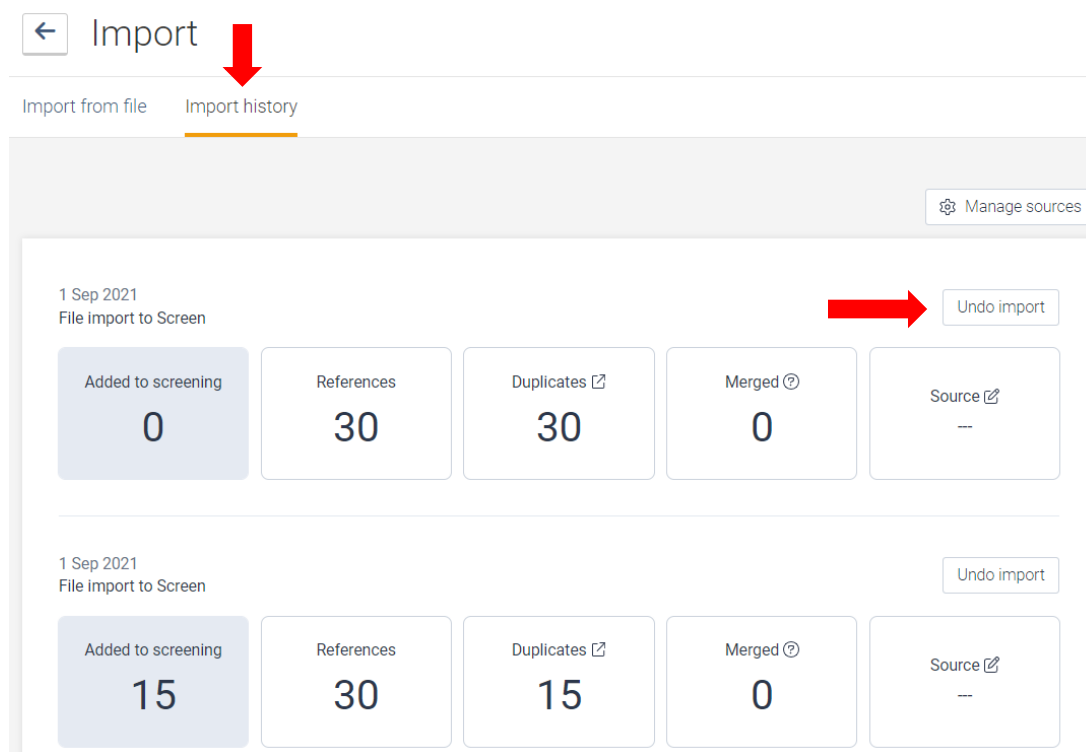 Import
Import from file Import history
Manage sources
1 Sep 2021
File import to Screen
Undo import
Added to screening References Duplicates Merged Source
0 30 30 0 ---
1 Sep 2021
File import to Screen
Undo import
Added to screening References Duplicates Merged Source
15 30 15 0 ---